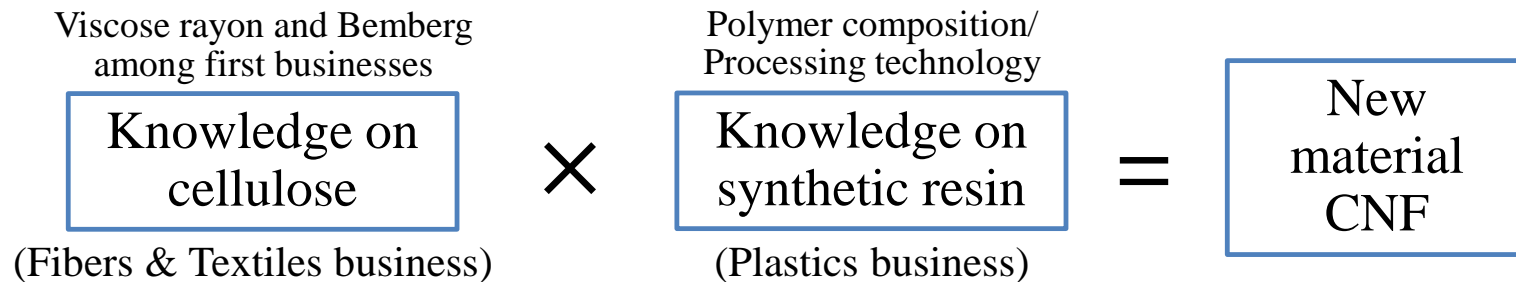 Viscose rayon and Bemberg
among first businesses
Knowledge on
cellulose
(Fibers & Textiles business)
×
Polymer composition/
Processing technology
Knowledge on
synthetic resin
(Plastics business)
=
New
material
CNF